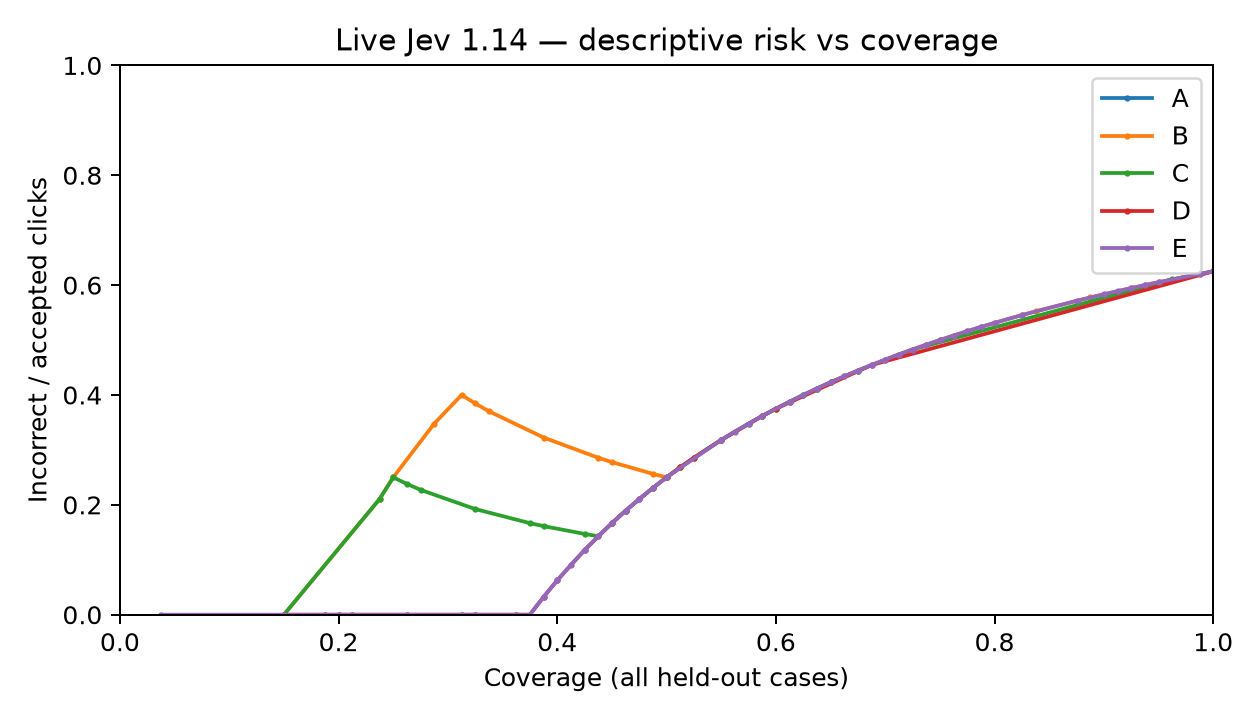 Live Jev 1.14 — descriptive risk vs coverage
1.0
0.8
0.6
0.4
0.2
0.0
Incorrect / accepted clicks
A
B
C
D
E
0.0 0.2 0.4 0.6 0.8 1.0
Coverage (all held-out cases)